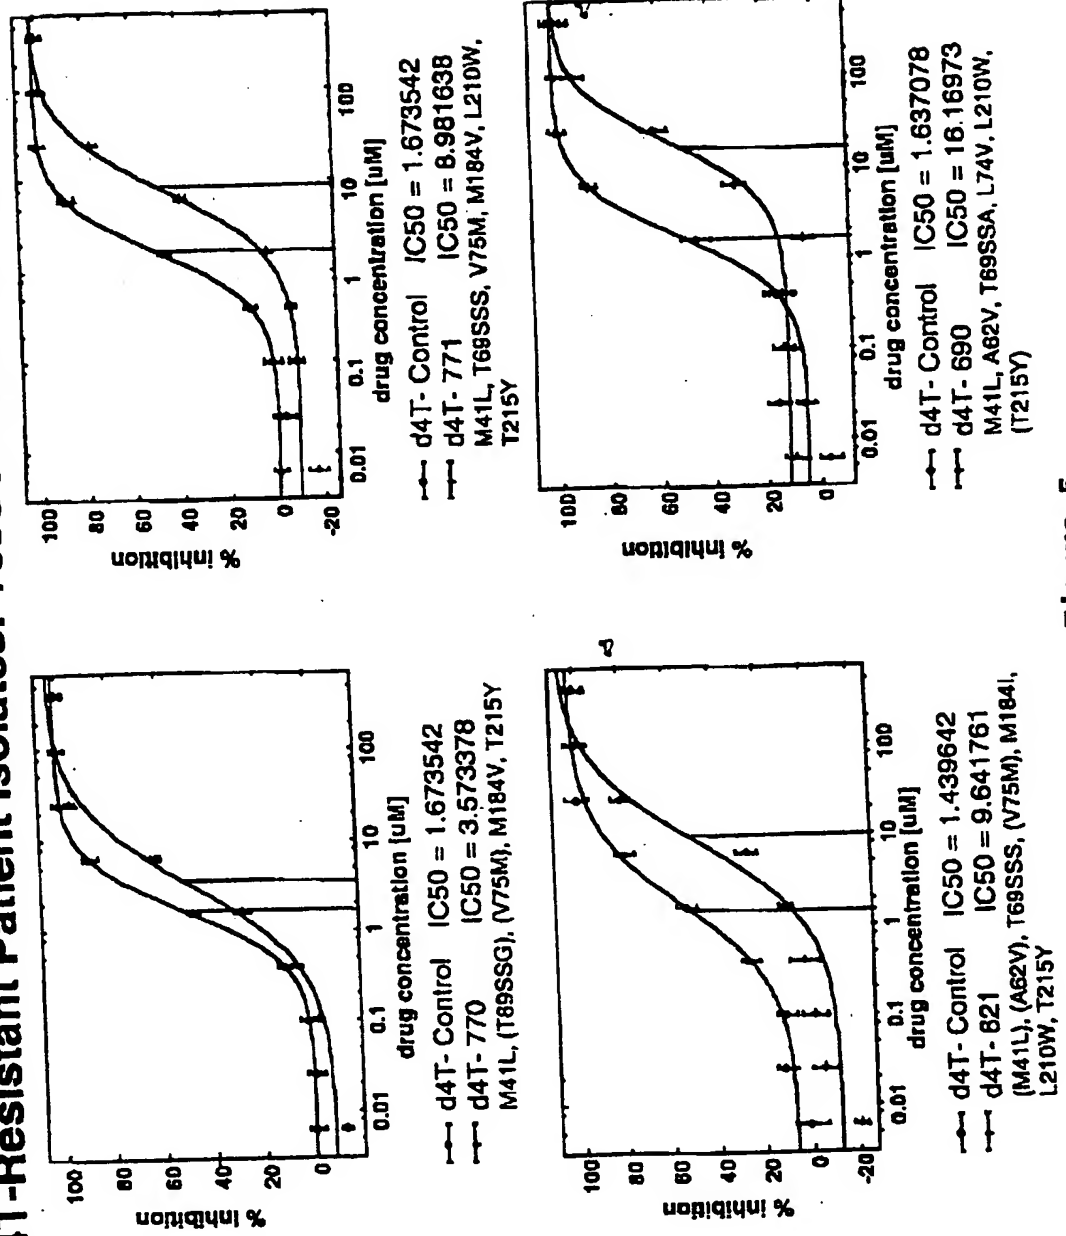 4T-Resistant Patient Isolates:
100
80
60
40
20
0
% inhibition
0.01
0.1
1
10
100
drug concentration [uM]
d4T- Control IC50 = 1.673542
d4T- 770 IC50 = 3.573378
M41L, (T69SSG), (V75M), M184V, T215Y
100
80
60
40
20
0
-20
% inhibition
0.01
0.1
1
10
100
drug concentration [uM]
d4T- Control IC50 = 1.673542
d4T- 771 IC50 = 8.981638
M41L, T69SSS, V75M, M184V, L210W,
T215Y
100
80
60
40
20
0
-20
% inhibition
0.01
0.1
1
10
100
drug concentration [uM]
d4T- Control IC50 = 1.439642
d4T- 821 IC50 = 9.641761
(M41L), (A62V), T69SSS, (V75M), M184I,
L210W, T215Y
100
80
60
40
20
0
% inhibition
0.01
0.1
1
10
100
drug concentration [uM]
d4T- Control IC50 = 1.637078
d4T- 690 IC50 = 16.16973
M41L, A62V, T69SSA, L74V, L210W,
(T215Y)